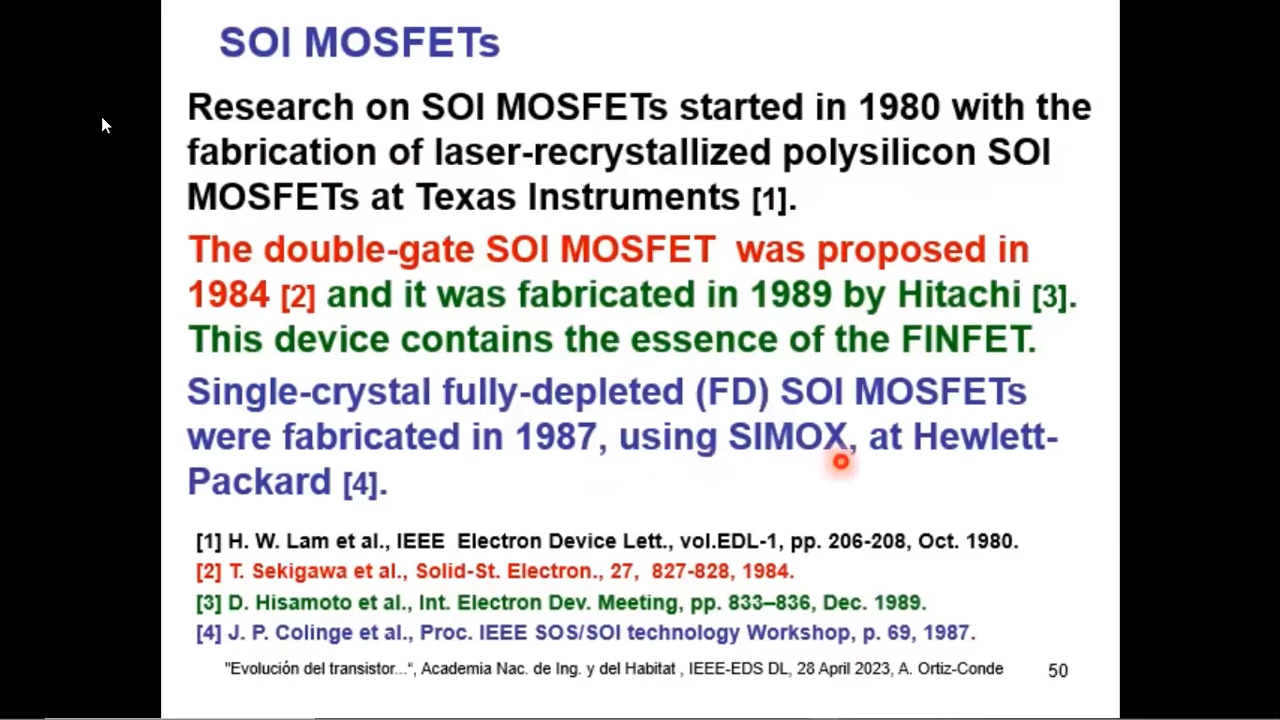 SOI MOSFETs
Research on SOI MOSFETs started in 1980 with the
fabrication of laser-recrystallized polysilicon SOI
MOSFETs at Texas Instruments [1].
The double-gate SOI MOSFET was proposed in
1984 [2] and it was fabricated in 1989 by Hitachi [3].
This device contains the essence of the FINFET.
Single-crystal fully-depleted (FD) SOI MOSFETs
were fabricated in 1987, using SIMOX, at Hewlett-
Packard [4].
[1] H. W. Lam et al., IEEE Electron Device Lett., vol.EDL-1, pp. 206-208, Oct. 1980.
[2] T. Sekigawa et al., Solid-St. Electron., 27, 827-828, 1984.
[3] D. Hisamoto et al., Int. Electron Dev. Meeting, pp. 833–836, Dec. 1989.
[4] J. P. Colinge et al., Proc. IEEE SOS/SOI technology Workshop, p. 69, 1987.
"Evolución del transistor...“, Academia Nac. de Ing. y del Habitat , IEEE-EDS DL, 28 April 2023, A. Ortiz-Conde 50